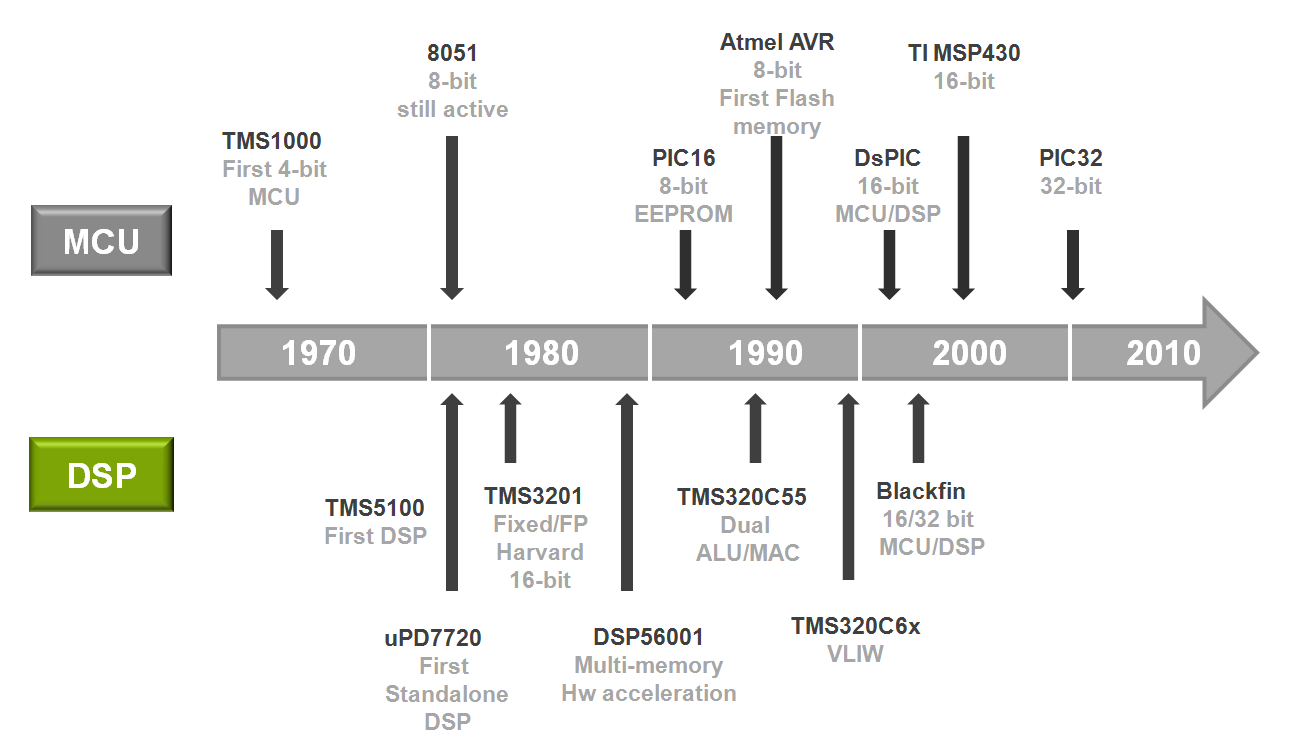 8051
8-bit
still active
Atmel AVR
8-bit
First Flash
memory
TI MSP430
16-bit
TMS1000
First 4-bit
MCU
PIC16
8-bit
EEPROM
DsPIC
16-bit
MCU/DSP
PIC32
32-bit
MCU
1970
1980
1990
2000
2010
DSP
TMS5100
First DSP
TMS3201
Fixed/FP
Harvard
16-bit
TMS320C55
Dual
ALU/MAC
Blackfin
16/32 bit
MCU/DSP
uPD7720
First
Standalone
DSP
DSP56001
Multi-memory
Hw acceleration
TMS320C6x
VLIW